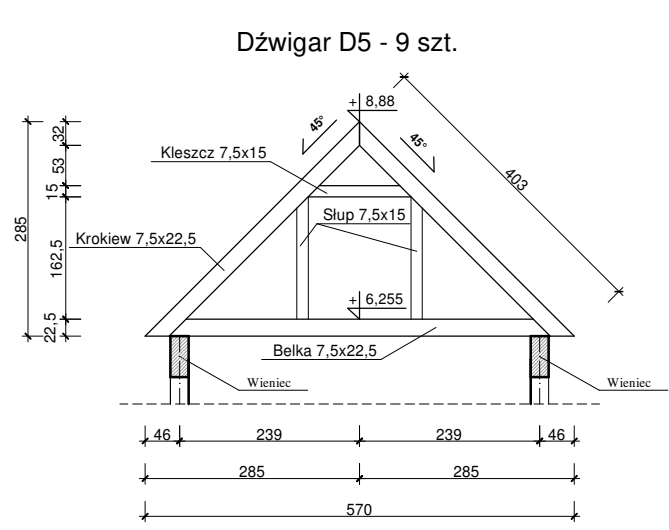 Dźwigar D5 - 9 szt.
+ 8,88
45°
45°
32
Kleszcz 7,5x15
53
403
15
Słup 7,5x15
285
Krokiew 7,5x22,5
162,5
+ 6,255
22,5
Belka 7,5x22,5
Wieniec
Wieniec
46
239
239
46
285
285
570